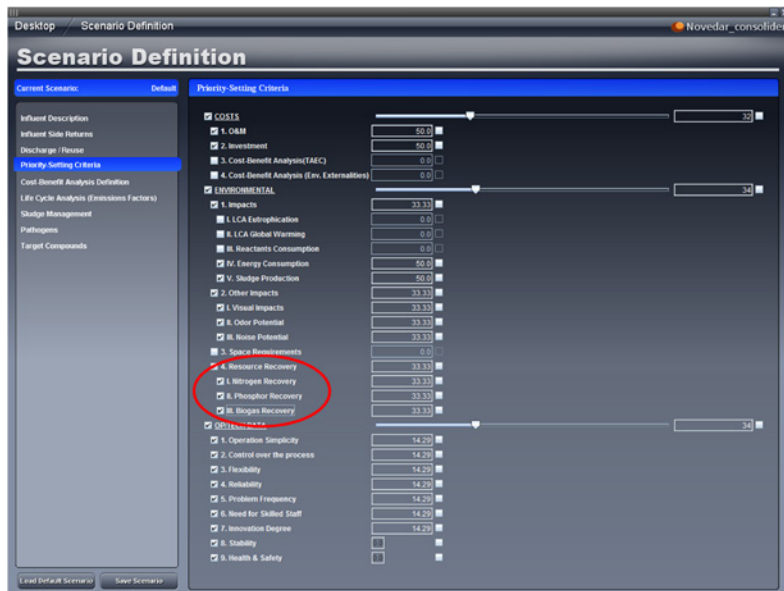 Desktop / Scenario Definition
Novedar_consolider
Scenario Definition
Current Scenario: Default
Influent Description
Influent Side Returns
Discharge / Reuse
Priority-Setting Criteria
Cost-Benefit Analysis Definition
Life Cycle Analysis (Emissions Factors)
Sludge Management
Pathogens
Target Compounds
Load Default Scenario
Save Scenario
Priority-Setting Criteria
COSTS 32
1. O&M 50.0
2. Investment 50.0
3. Cost-Benefit Analysis(TAEC) 0.0
4. Cost-Benefit Analysis (Env. Externalities) 0.0
ENVIRONMENTAL 34
1. Impacts 33.33
I. LCA Eutrophication 0.0
II. LCA Global Warming 0.0
III. Reactants Consumption 0.0
IV. Energy Consumption 50.0
V. Sludge Production 50.0
2. Other Impacts 33.33
I. Visual Impacts 33.33
II. Odor Potential 33.33
III. Noise Potential 33.33
3. Space Requirements 0.0
4. Resource Recovery 33.33
I. Nitrogen Recovery 33.33
II. Phosphor Recovery 33.33
III. Biogas Recovery 33.33
OP/TECH DATA 34
1. Operation Simplicity 14.29
2. Control over the process 14.29
3. Flexibility 14.29
4. Reliability 14.29
5. Problem Frequency 14.29
6. Need for Skilled Staff 14.29
7. Innovation Degree 14.29
8. Stability
9. Health & Safety